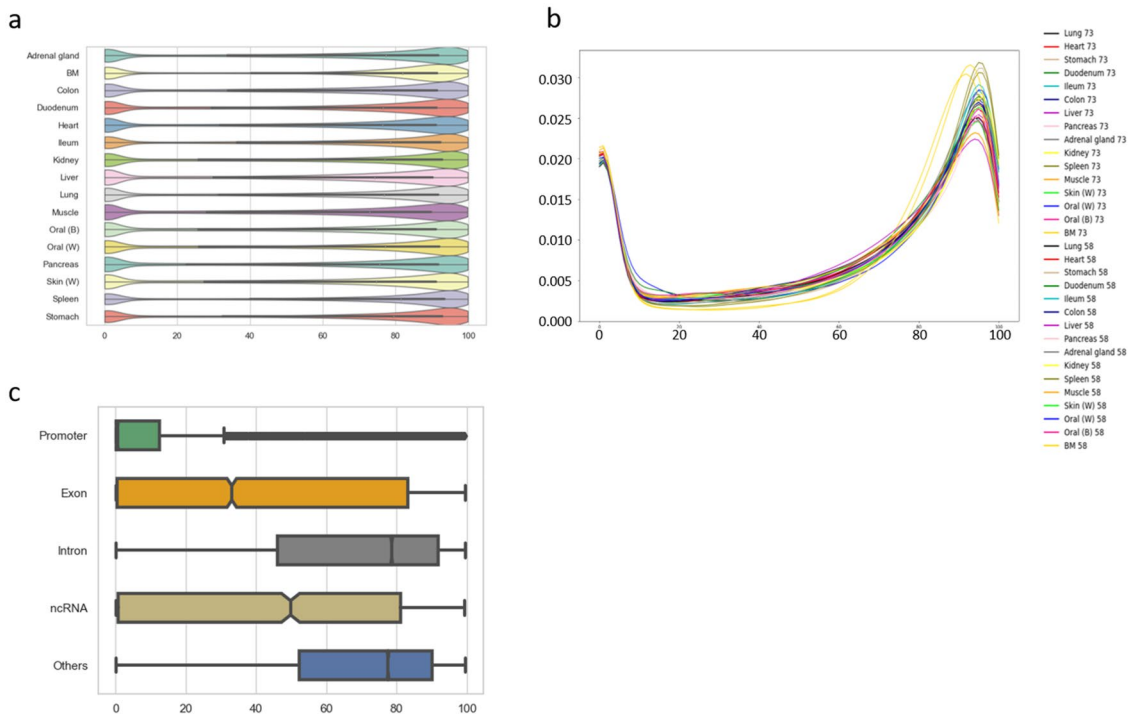 a
Adrenal gland
BM
Colon
Duodenum
Heart
Ileum
Kidney
Liver
Lung
Muscle
Oral (B)
Oral (W)
Pancreas
Skin (W)
Spleen
Stomach
0 20 40 60 80 100
b
0.030
0.025
0.020
0.015
0.010
0.005
0.000
0 20 40 60 80 100
Lung 73
Heart 73
Stomach 73
Duodenum 73
Ileum 73
Colon 73
Liver 73
Pancreas 73
Adrenal gland 73
Kidney 73
Spleen 73
Muscle 73
Skin (W) 73
Oral (W) 73
Oral (B) 73
BM 73
Lung 58
Heart 58
Stomach 58
Duodenum 58
Ileum 58
Colon 58
Liver 58
Pancreas 58
Adrenal gland 58
Kidney 58
Spleen 58
Muscle 58
Skin (W) 58
Oral (W) 58
Oral (B) 58
BM 58
c
Promoter
Exon
Intron
ncRNA
Others
0 20 40 60 80 100